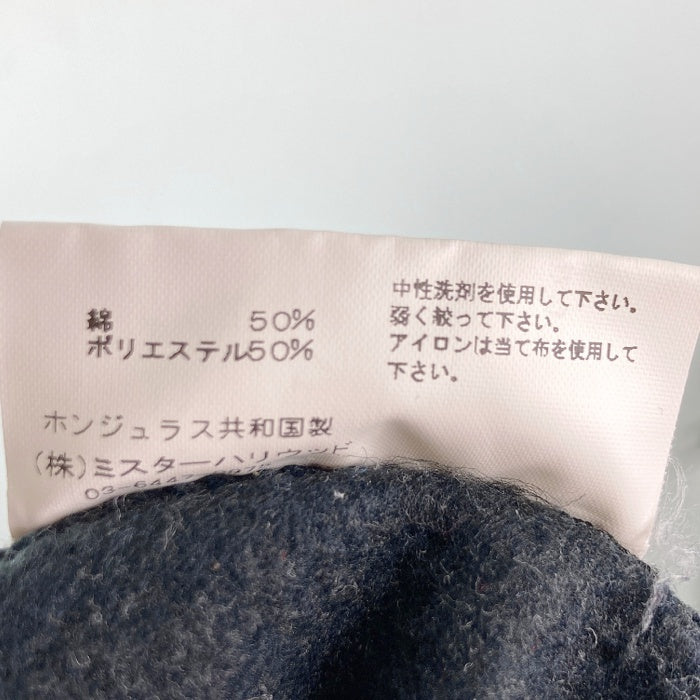 綿 50%
ポリエステル50%
ホンジュラス共和国製
(株)ミスターハリウッド
中性洗剤を使用して下さい。
弱く絞って下さい。
アイロンは当て布を使用して
下さい。